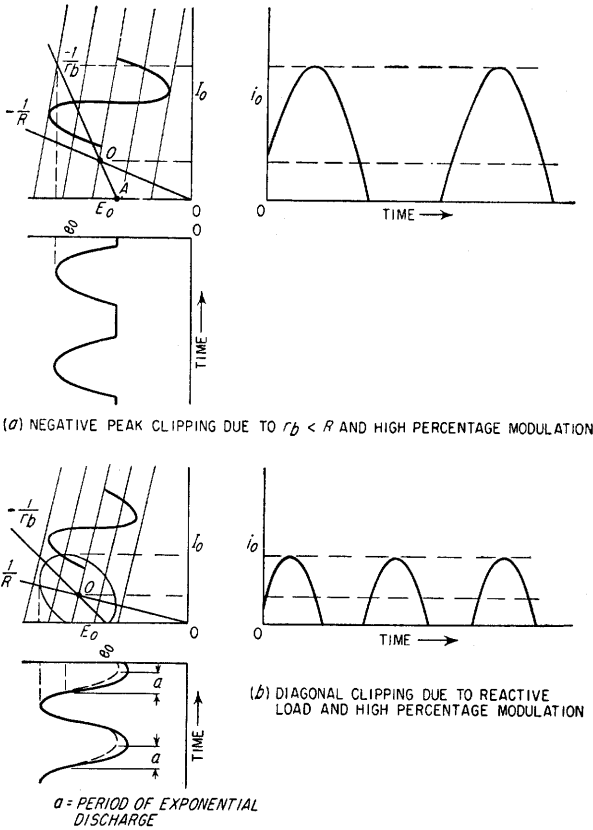 -1/rb
I₀
-1/R
O
A
E₀
0
0
e₀
TIME
i₀
0
TIME
(a) NEGATIVE PEAK CLIPPING DUE TO rb < R AND HIGH PERCENTAGE MODULATION
-1/rb
I₀
1/R
O
E₀
0
e₀
a
a
TIME
i₀
0
TIME
(b) DIAGONAL CLIPPING DUE TO REACTIVE
LOAD AND HIGH PERCENTAGE MODULATION
a = PERIOD OF EXPONENTIAL
DISCHARGE